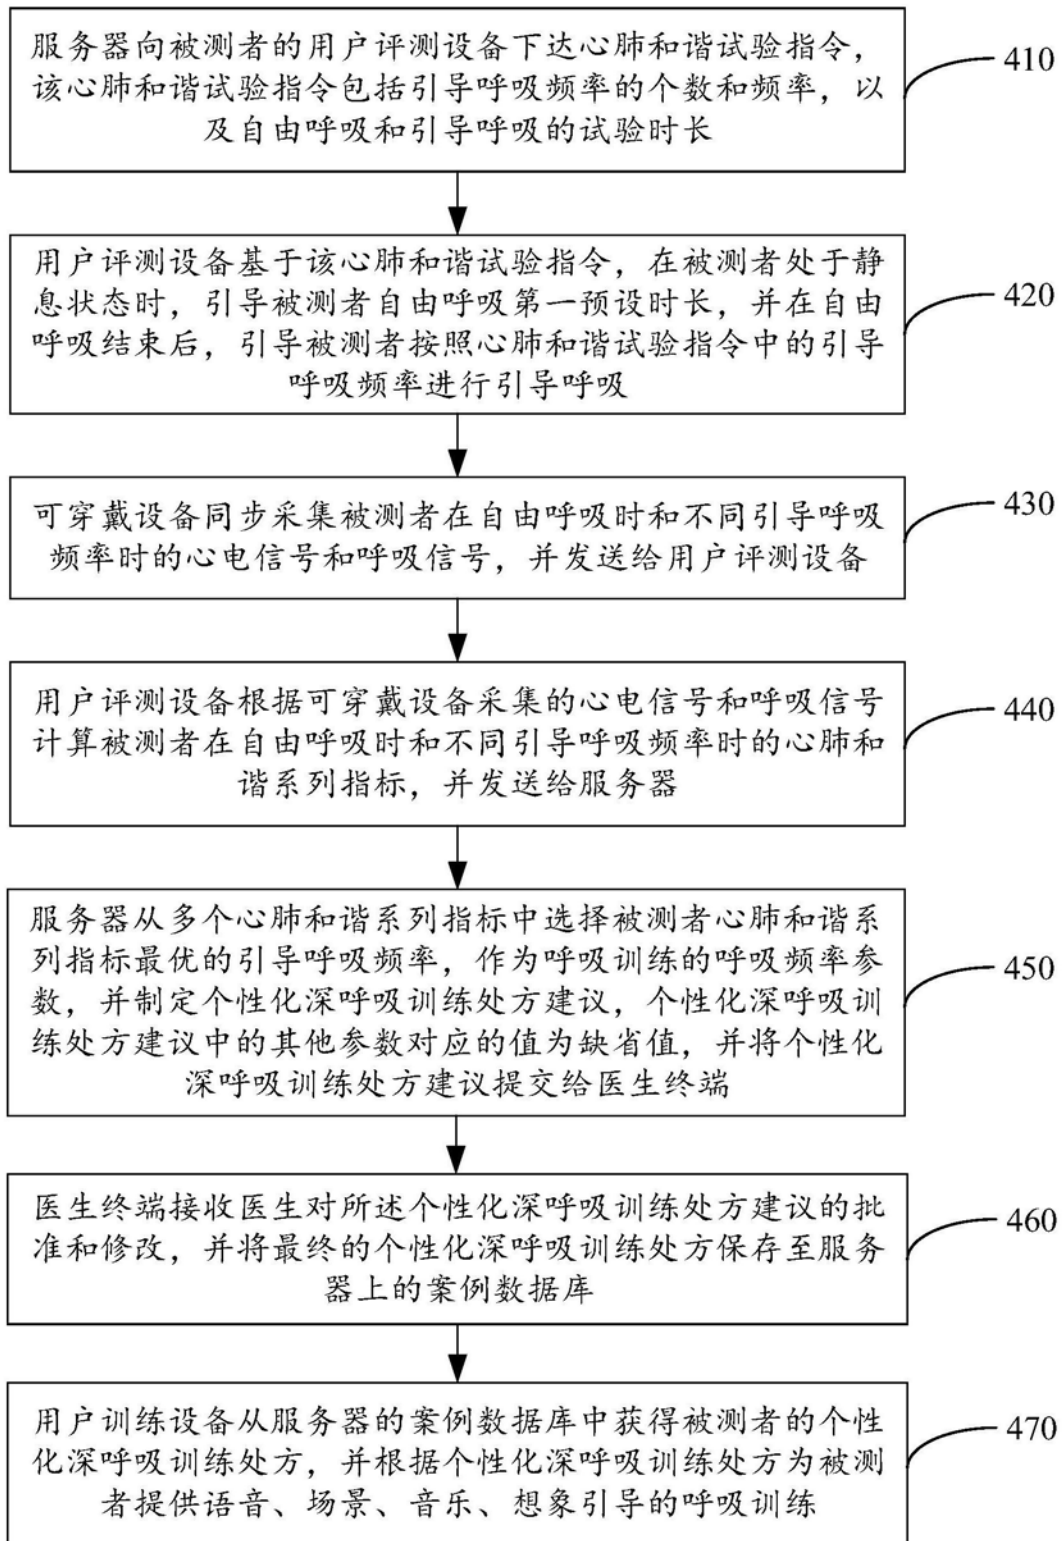 服务器向被测者的用户评测设备下达心肺和谐试验指令，
该心肺和谐试验指令包括引导呼吸频率的个数和频率，以
及自由呼吸和引导呼吸的试验时长
410
用户评测设备基于该心肺和谐试验指令，在被测者处于静
息状态时，引导被测者自由呼吸第一预设时长，并在自由
呼吸结束后，引导被测者按照心肺和谐试验指令中的引导
呼吸频率进行引导呼吸
420
可穿戴设备同步采集被测者在自由呼吸时和不同引导呼吸
频率时的心电信号和呼吸信号，并发送给用户评测设备
430
用户评测设备根据可穿戴设备采集的心电信号和呼吸信号
计算被测者在自由呼吸时和不同引导呼吸频率时的心肺和
谐系列指标，并发送给服务器
440
服务器从多个心肺和谐系列指标中选择被测者心肺和谐系
列指标最优的引导呼吸频率，作为呼吸训练的呼吸频率参
数，并制定个性化深呼吸训练处方建议，个性化深呼吸训
练处方建议中的其他参数对应的值为缺省值，并将个性化
深呼吸训练处方建议提交给医生终端
450
医生终端接收医生对所述个性化深呼吸训练处方建议的批
准和修改，并将最终的个性化深呼吸训练处方保存至服务
器上的案例数据库
460
用户训练设备从服务器的案例数据库中获得被测者的个性
化深呼吸训练处方，并根据个性化深呼吸训练处方为被测
者提供语音、场景、音乐、想象引导的呼吸训练
470